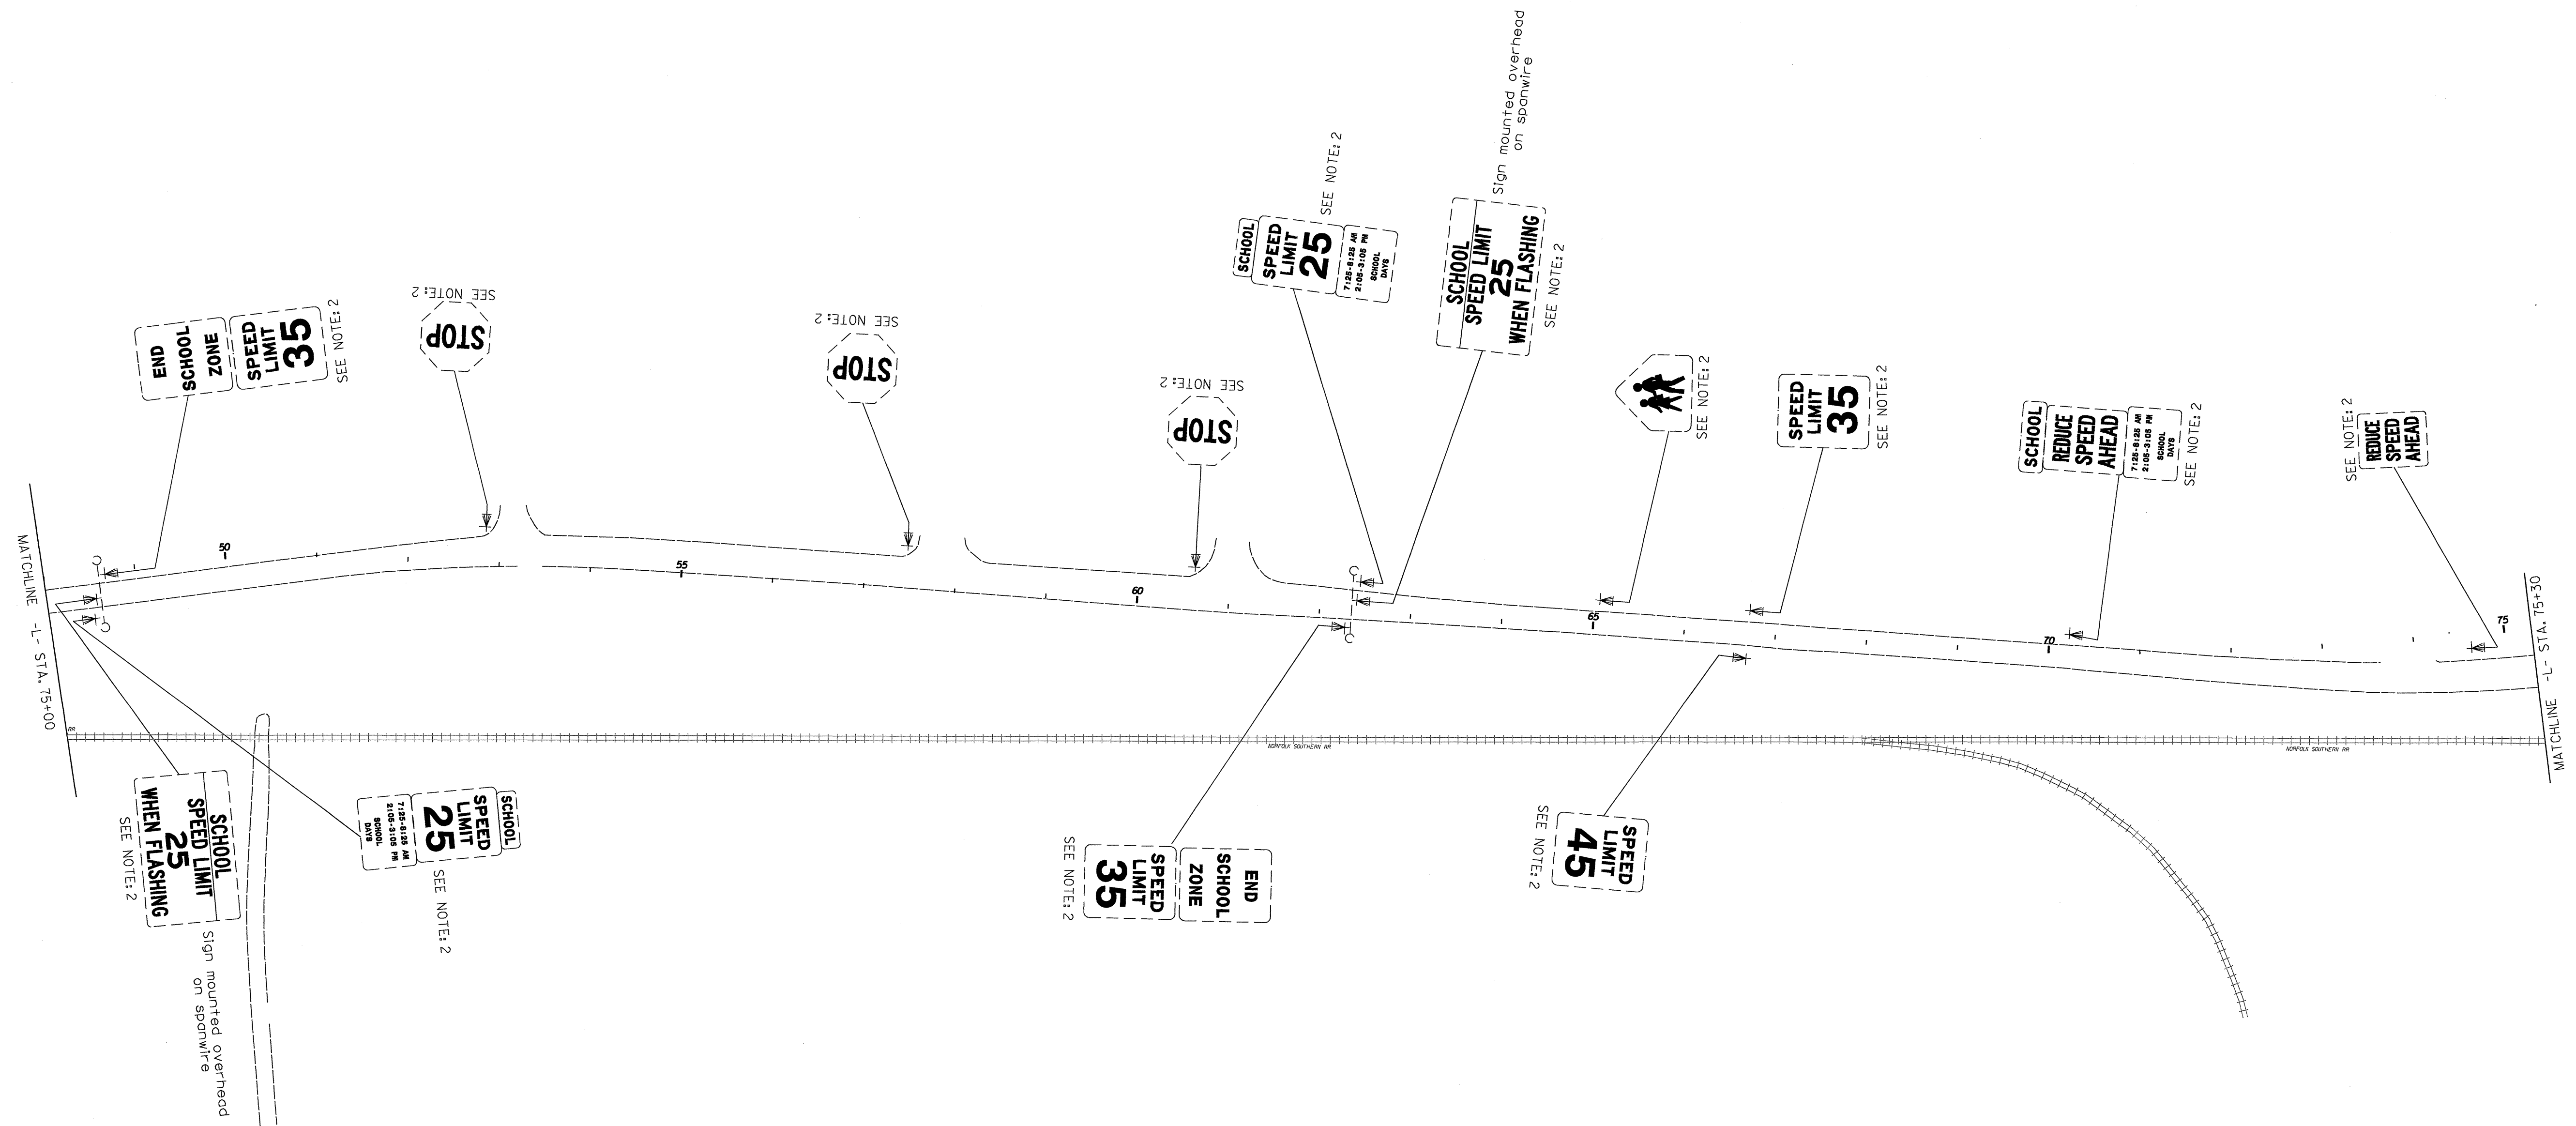 Sign mounted overhead
on spanwire
SEE NOTE: 2
SCHOOL
SPEED
LIMIT
25
7:25-8:25 AM
2:05-3:05 PM
SCHOOL
DAYS
SCHOOL
SPEED LIMIT
25
WHEN FLASHING
SEE NOTE: 2
END
SCHOOL
ZONE
SPEED
LIMIT
35
SEE NOTE: 2
SEE NOTE: 2
STOP
SEE NOTE: 2
STOP
SEE NOTE: 2
STOP
SEE NOTE: 2
SPEED
LIMIT
35
SEE NOTE: 2
SCHOOL
REDUCE
SPEED
AHEAD
7:25-8:25 AM
2:05-3:05 PM
SCHOOL
DAYS
SEE NOTE: 2
SEE NOTE: 2
REDUCE
SPEED
AHEAD
MATCHLINE -L- STA. 75+00
50
55
60
65
70
75
MATCHLINE -L- STA. 75+30
RR
NORFOLK SOUTHERN RR
NORFOLK SOUTHERN RR
SCHOOL
SPEED LIMIT
25
WHEN FLASHING
SEE NOTE: 2
Sign mounted overhead
on spanwire
SCHOOL
SPEED
LIMIT
25
7:25-8:25 AM
2:05-3:05 PM
SCHOOL
DAYS
SEE NOTE: 2
END
SCHOOL
ZONE
SPEED
LIMIT
35
SEE NOTE: 2
SPEED
LIMIT
45
SEE NOTE: 2